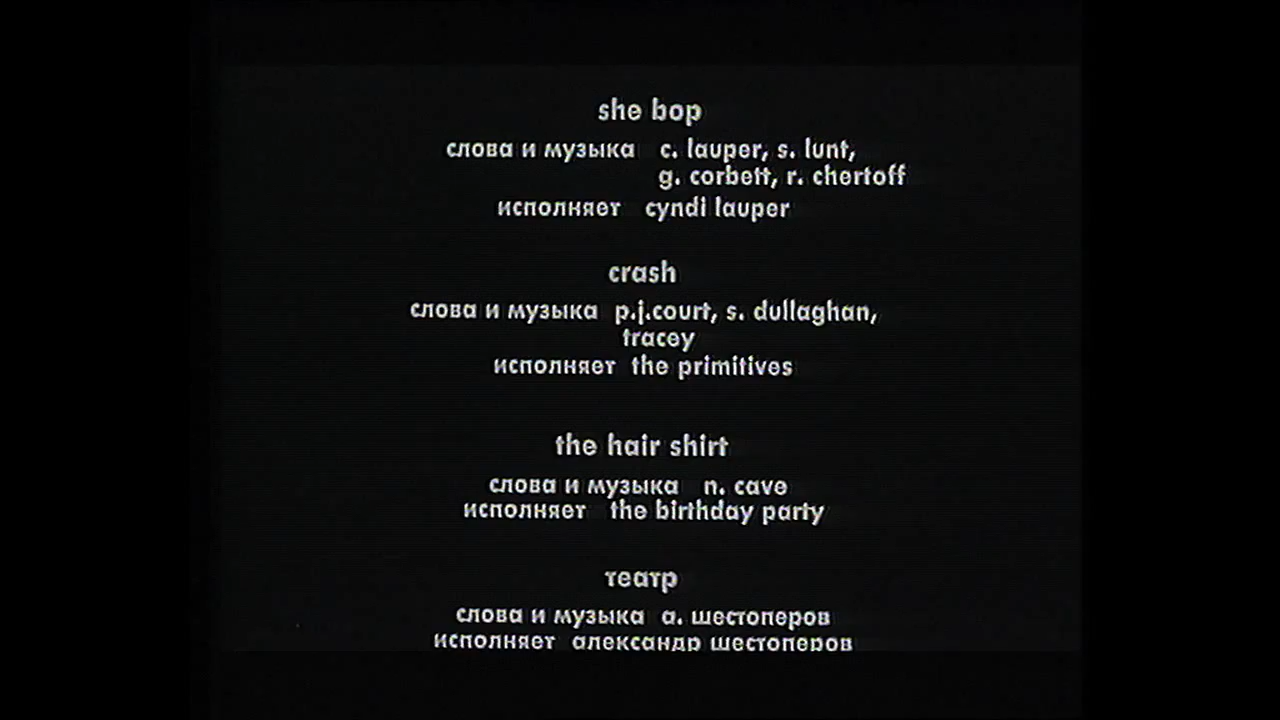 she bop
слова и музыка c. lauper, s. lunt,
g. corbett, r. chertoff
исполняет cyndi lauper
crash
слова и музыка p.j.court, s. dullaghan,
tracey
исполняет the primitives
the hair shirt
слова и музыка n. cave
исполняет the birthday party
театр
слова и музыка а. шестоперов
исполняет александр шестоперов